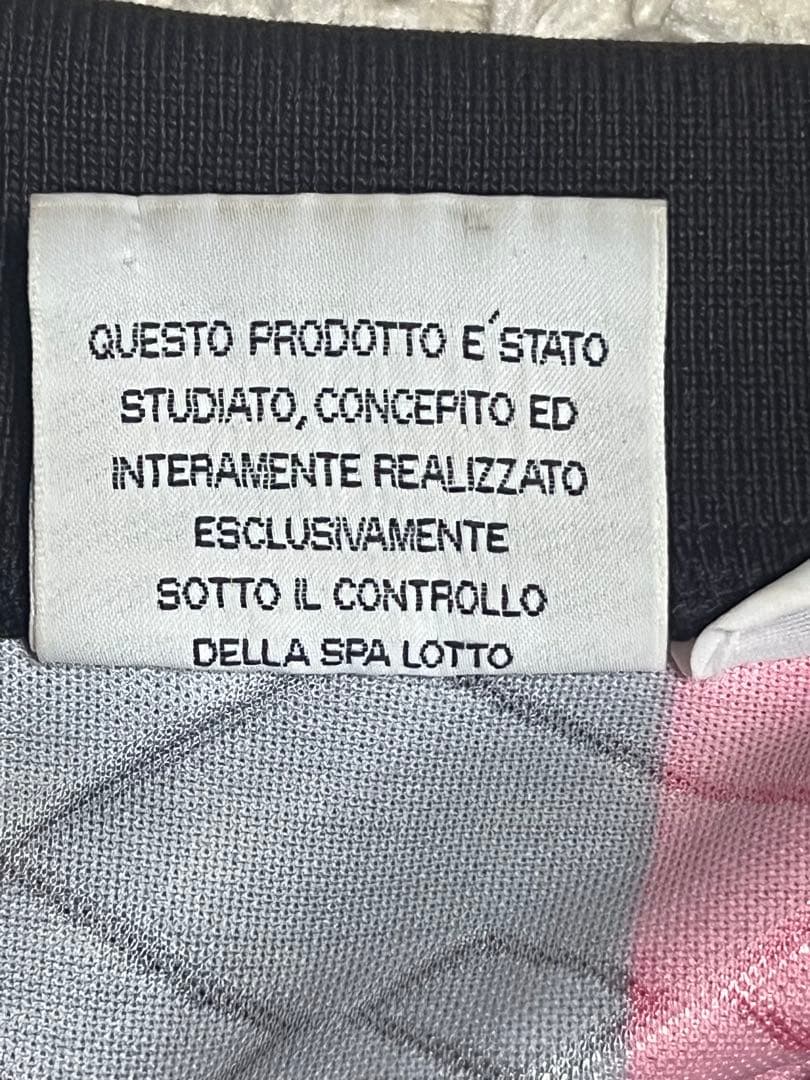 QUESTO PRODOTTO E´ STATO
STUDIATO, CONCEPITO ED
INTERAMENTE REALIZZATO
ESCLUSIVAMENTE
SOTTO IL CONTROLLO
DELLA SPA LOTTO